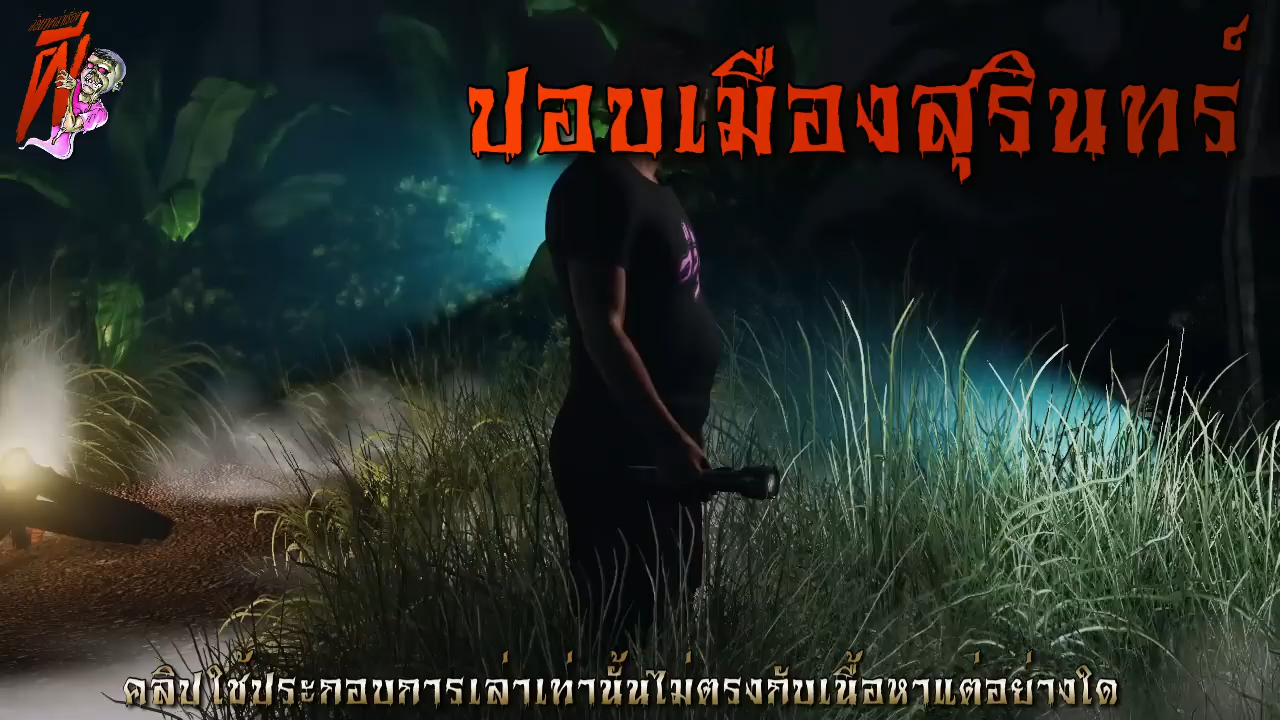 ผี
ปอบเมืองสุรินทร์
คลิปใช้ประกอบการเล่าเท่านั้นไม่ตรงกับเนื้อหาแต่อย่างใด